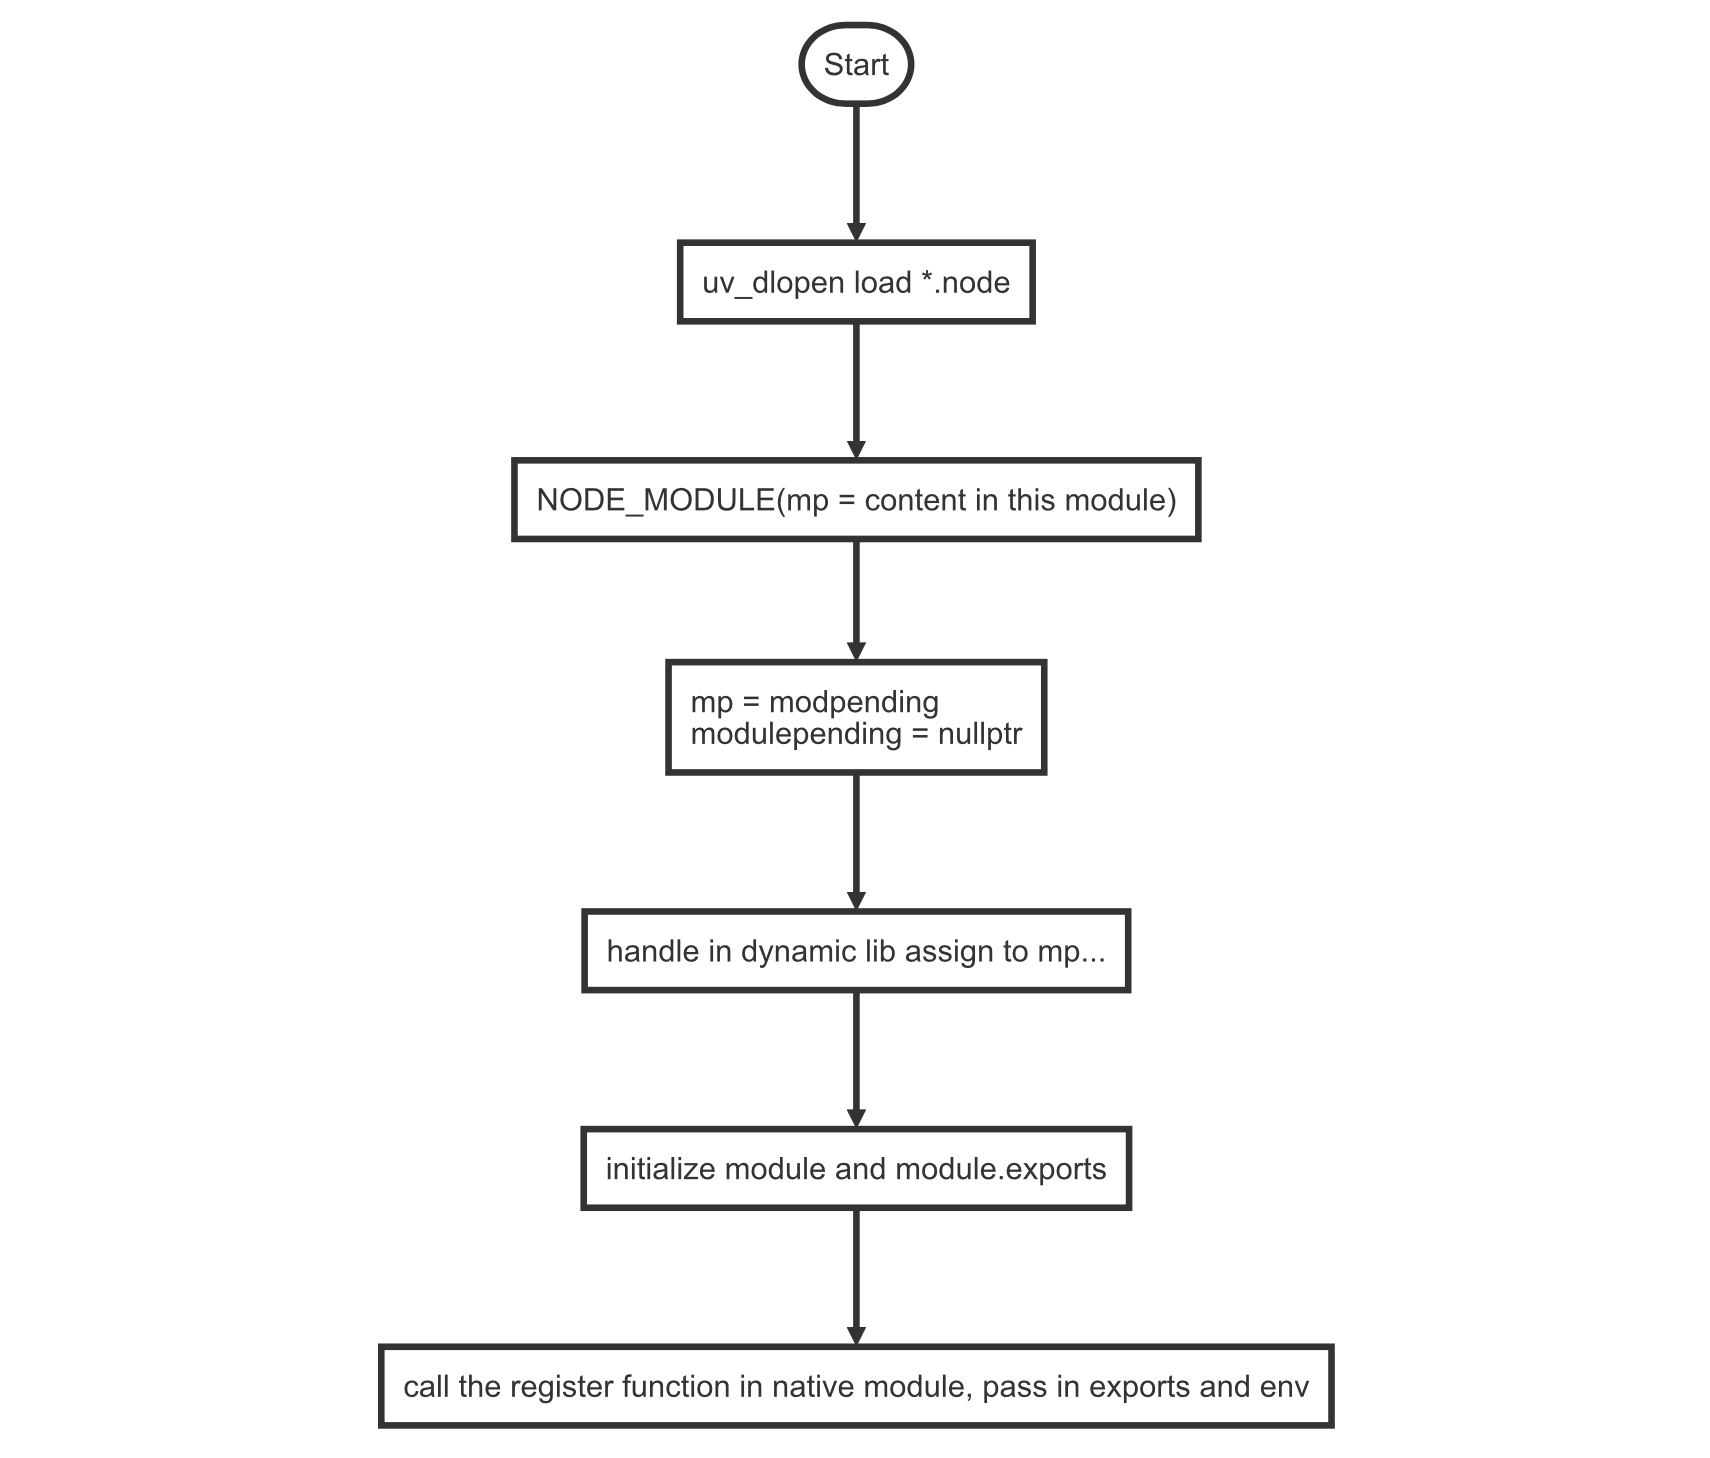 Start
uv_dlopen load *.node
NODE_MODULE(mp = content in this module)
mp = modpending
modulepending = nullptr
handle in dynamic lib assign to mp...
initialize module and module.exports
call the register function in native module, pass in exports and env